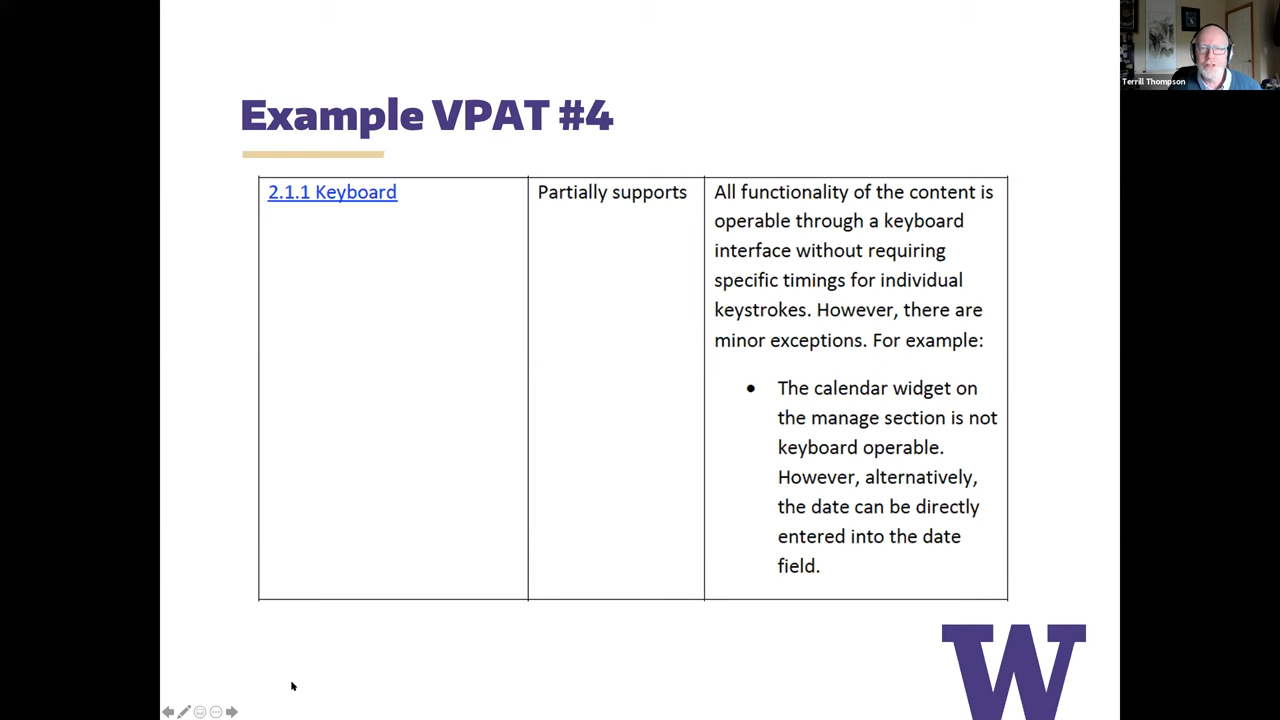 Terrill Thompson
Example VPAT #4
2.1.1 Keyboard
Partially supports
All functionality of the content is
operable through a keyboard
interface without requiring
specific timings for individual
keystrokes. However, there are
minor exceptions. For example:
• The calendar widget on
the manage section is not
keyboard operable.
However, alternatively,
the date can be directly
entered into the date
field.
W